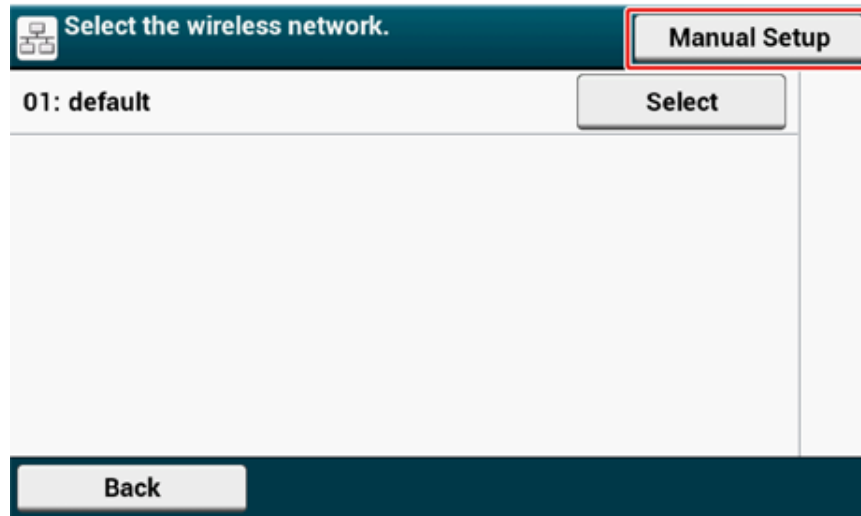 Select the wireless network.
Manual Setup
01: default
Select
Back